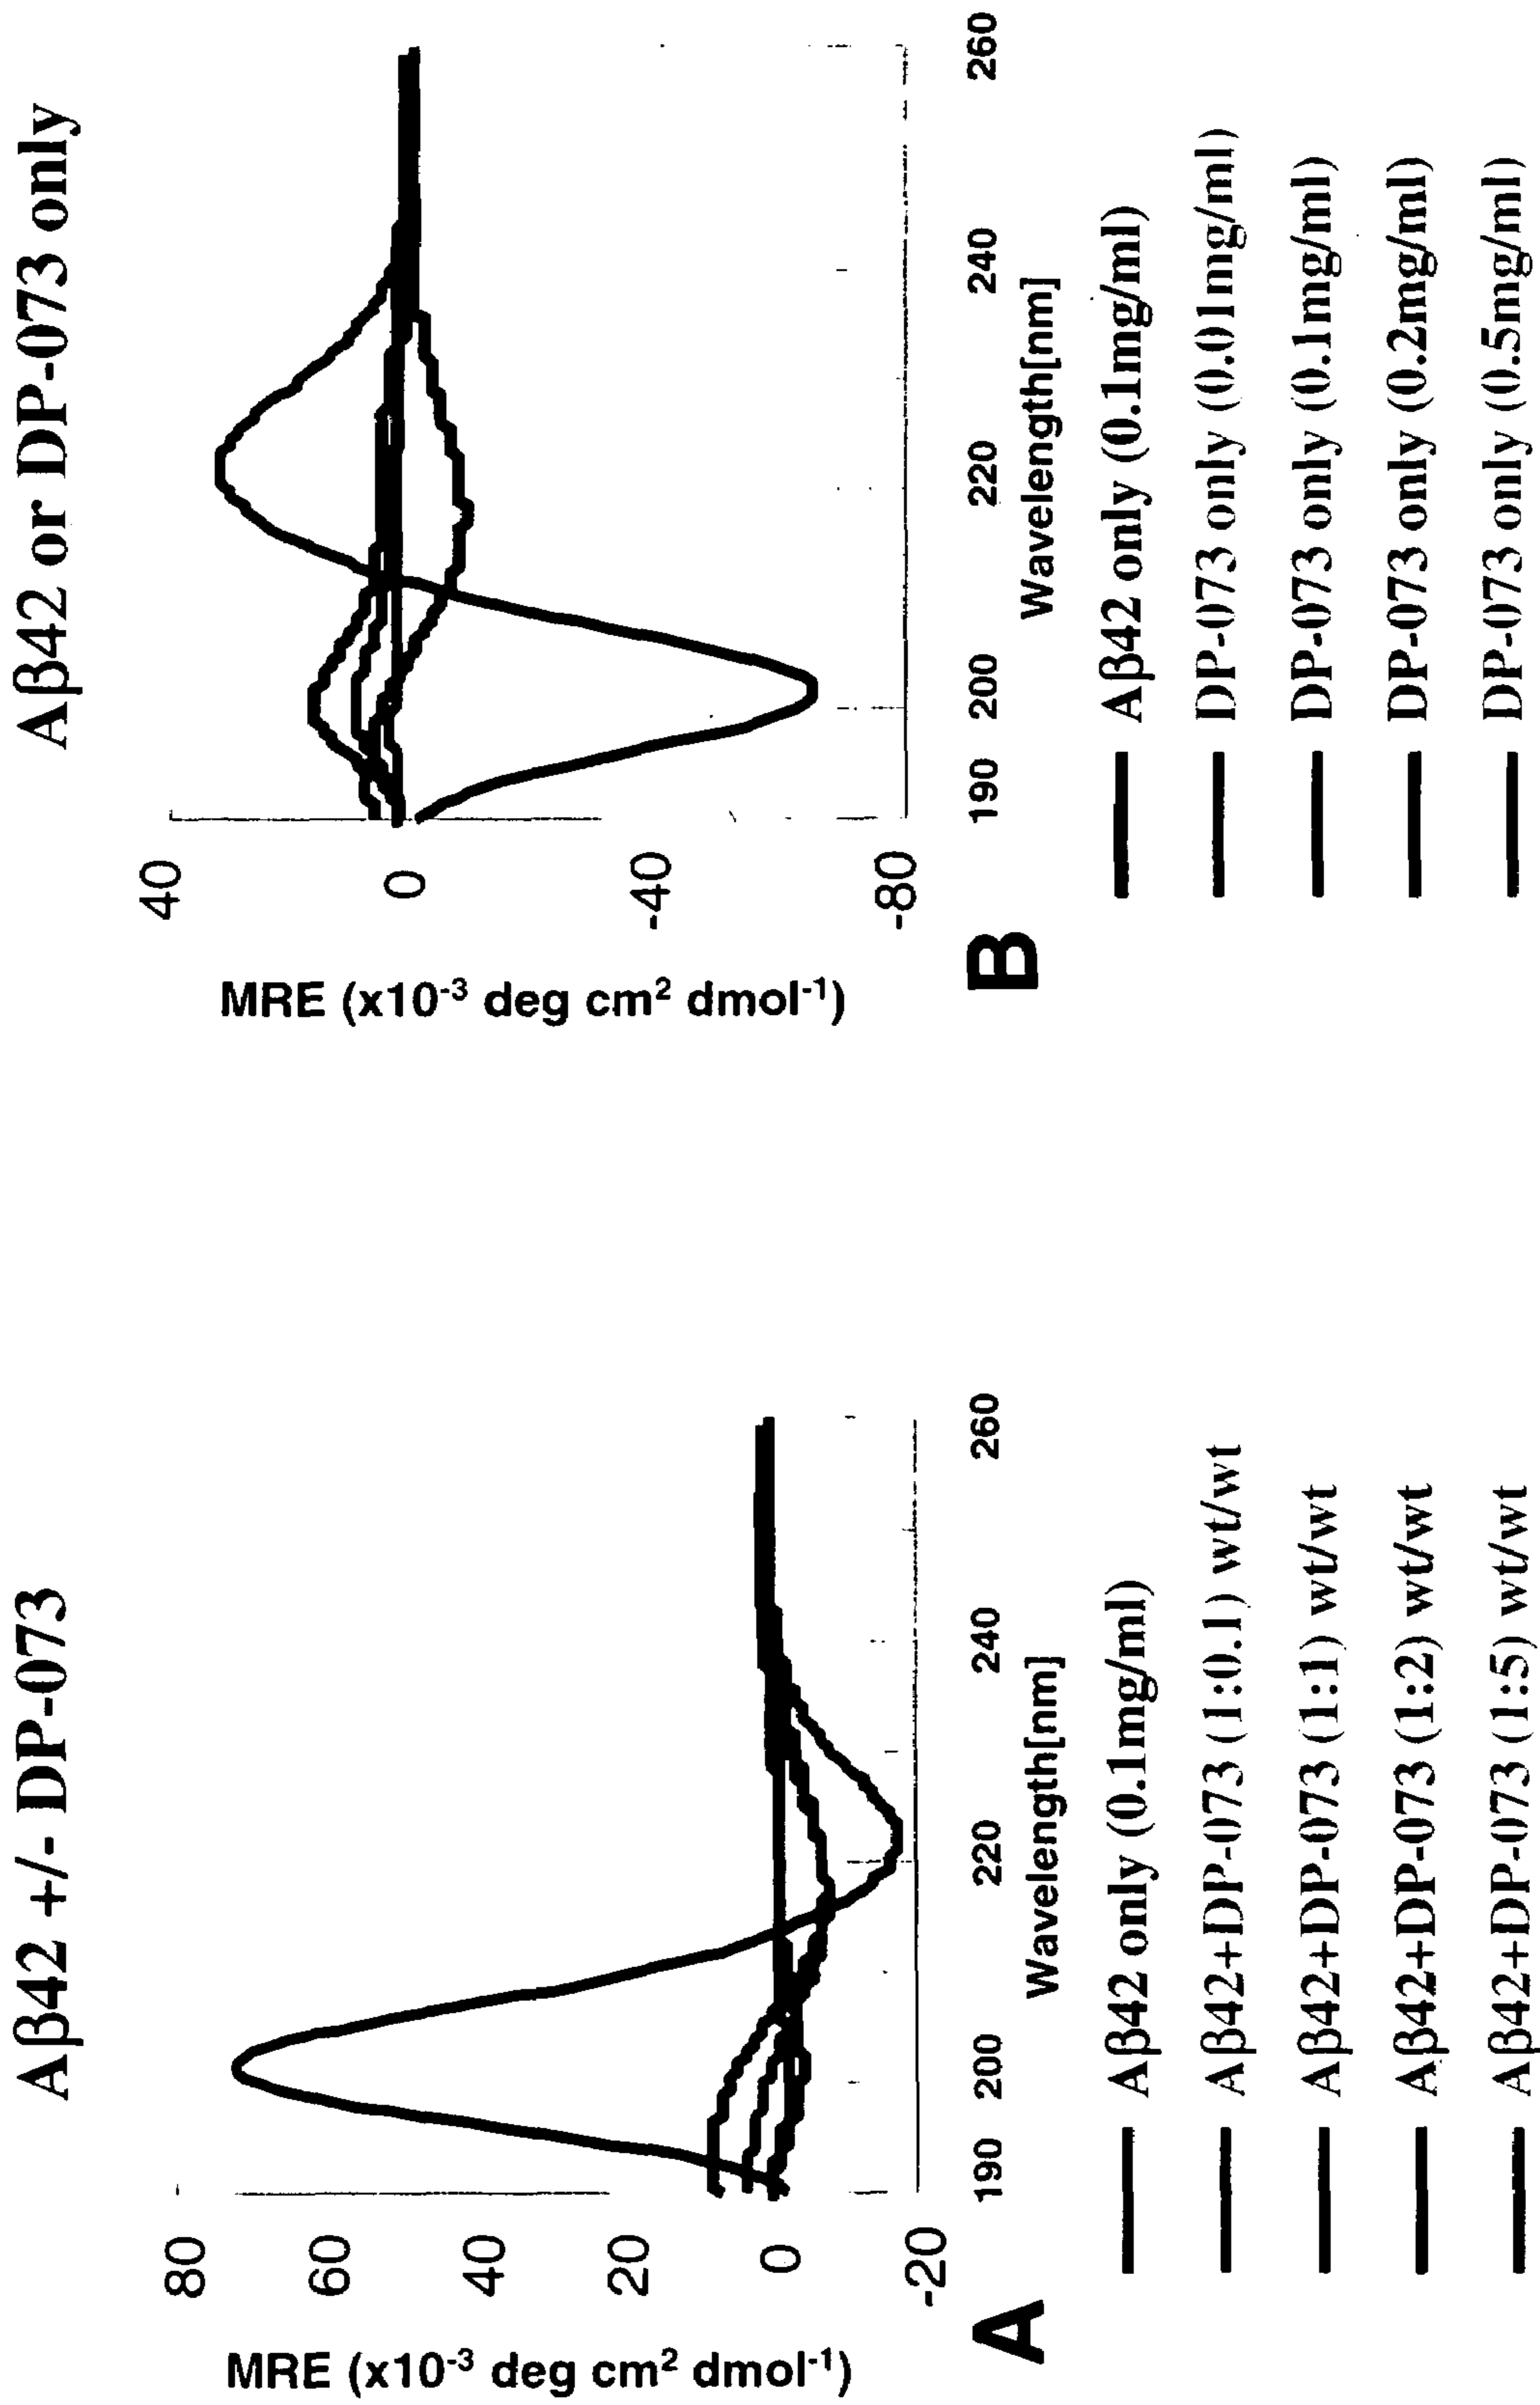 Aβ42 +/- DP-073
MRE (x10-3 deg cm2 dmol-1)
80
60
40
20
0
-20
190 200 220 240 260
Wavelength[nm]
A
Aβ42 only (0.1mg/ml)
Aβ42+DP-073 (1:0.1) wt/wt
Aβ42+DP-073 (1:1) wt/wt
Aβ42+DP-073 (1:2) wt/wt
Aβ42+DP-073 (1:5) wt/wt
Aβ42 or DP-073 only
MRE (x10-3 deg cm2 dmol-1)
40
0
-40
-80
190 200 220 240 260
Wavelength[nm]
B
Aβ42 only (0.1mg/ml)
DP-073 only (0.01mg/ml)
DP-073 only (0.1mg/ml)
DP-073 only (0.2mg/ml)
DP-073 only (0.5mg/ml)